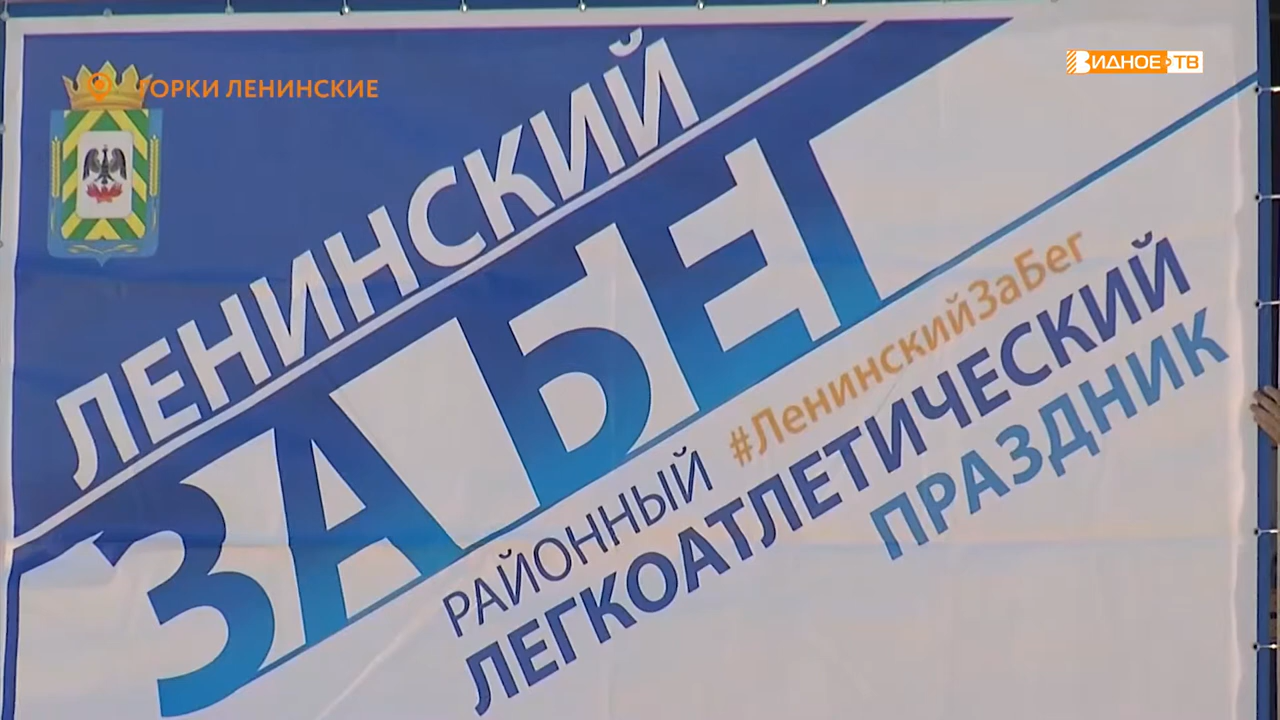 ГОРКИ ЛЕНИНСКИЕ
ВИДНОЕ-ТВ
ЛЕНИНСКИЙ
ЗАБЕГ
#ЛенинскийЗаБег
РАЙОННЫЙ
ЛЕГКОАТЛЕТИЧЕСКИЙ
ПРАЗДНИК